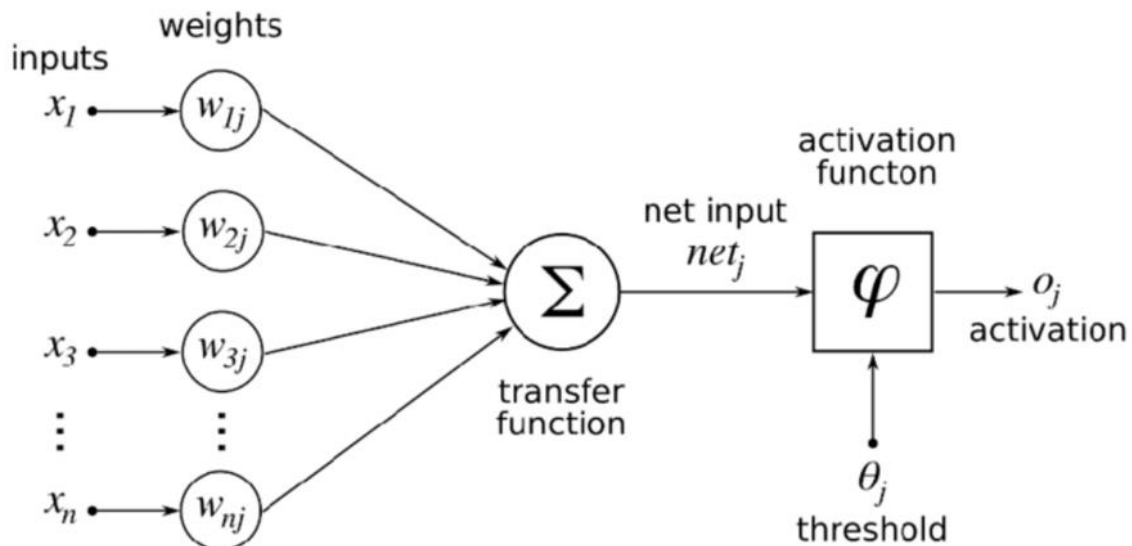 weights
inputs
x1 w1j
x2 w2j
x3 w3j
⋮ ⋮
xn wnj
Σ
transfer
function
net input
netj
activation
functon
φ
oj
activation
θj
threshold